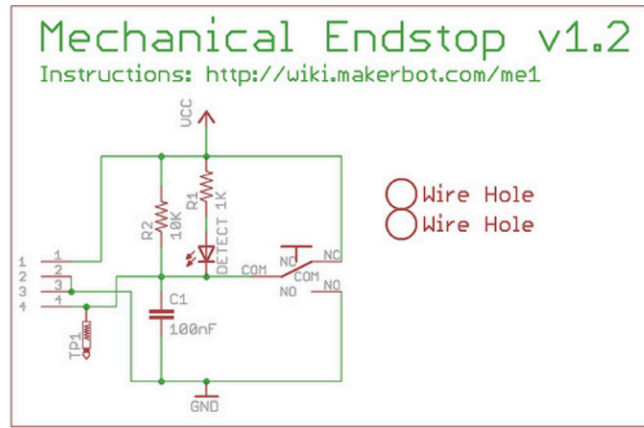 Mechanical Endstop v1.2
Instructions: http://wiki.makerbot.com/me1
VCC
R1
1K
R2
10K
DETECT
Wire Hole
Wire Hole
NC
NC
COM
COM
NO
NO
1
1
2
2
3
3
4
4
C1
100nF
TP1
GND